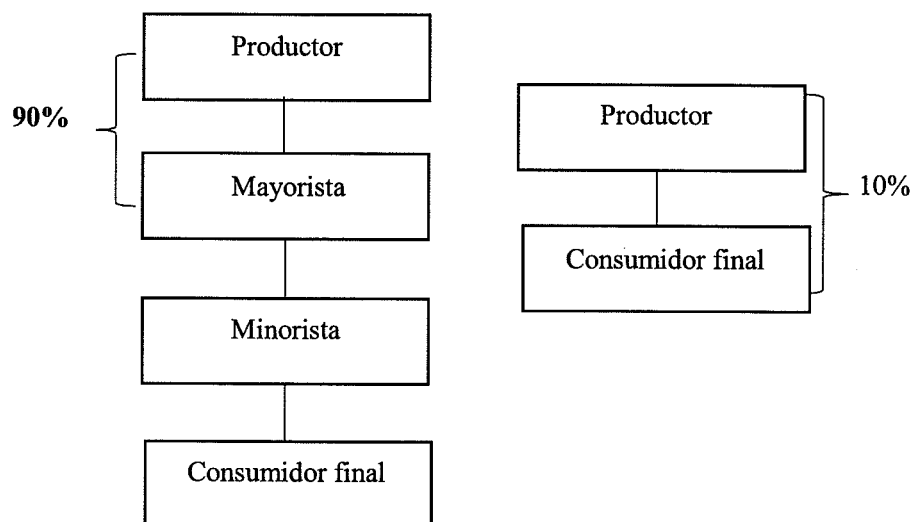 Productor
90%
Mayorista
Minorista
Consumidor final
Productor
10%
Consumidor final